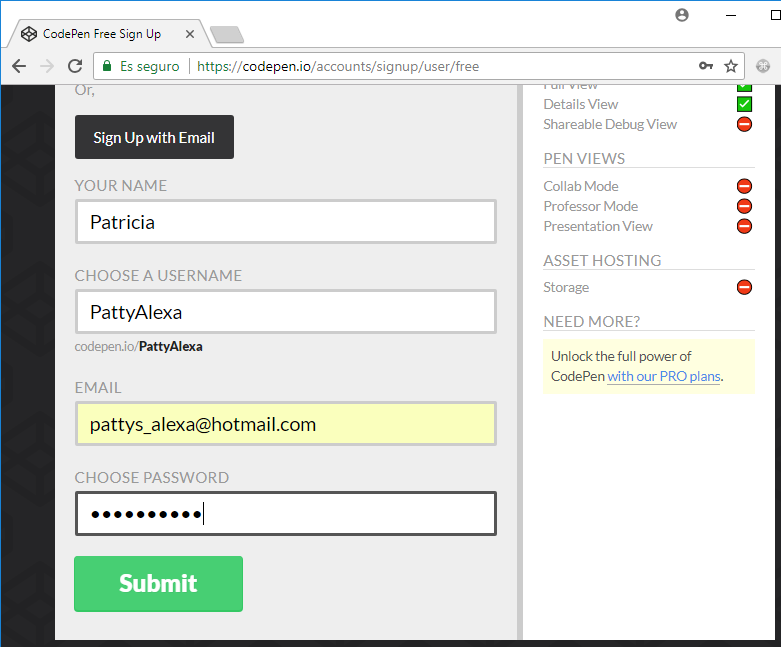 CodePen Free Sign Up
Es seguro https://codepen.io/accounts/signup/user/free
Or,
Sign Up with Email
YOUR NAME
Patricia
CHOOSE A USERNAME
PattyAlexa
codepen.io/PattyAlexa
EMAIL
pattys_alexa@hotmail.com
CHOOSE PASSWORD
••••••••••
Submit
Full View
Details View
Shareable Debug View
PEN VIEWS
Collab Mode
Professor Mode
Presentation View
ASSET HOSTING
Storage
NEED MORE?
Unlock the full power of
CodePen with our PRO plans.